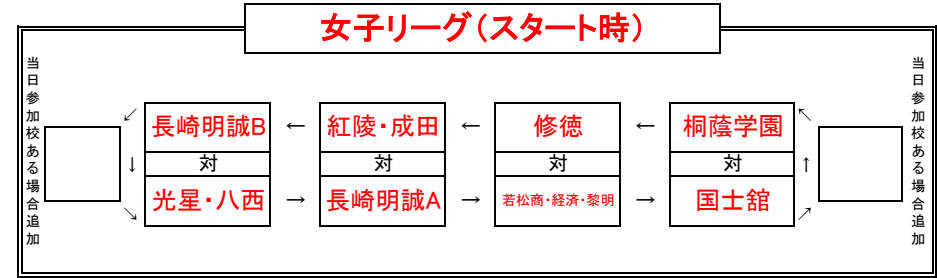 女子リーグ（スタート時）
当日参加校ある場合追加
長崎明誠B ← 紅陵・成田 ← 修徳 ← 桐蔭学園
対 対 対 対
光星・八西 → 長崎明誠A → 若松商・経済・黎明 → 国士舘
当日参加校ある場合追加